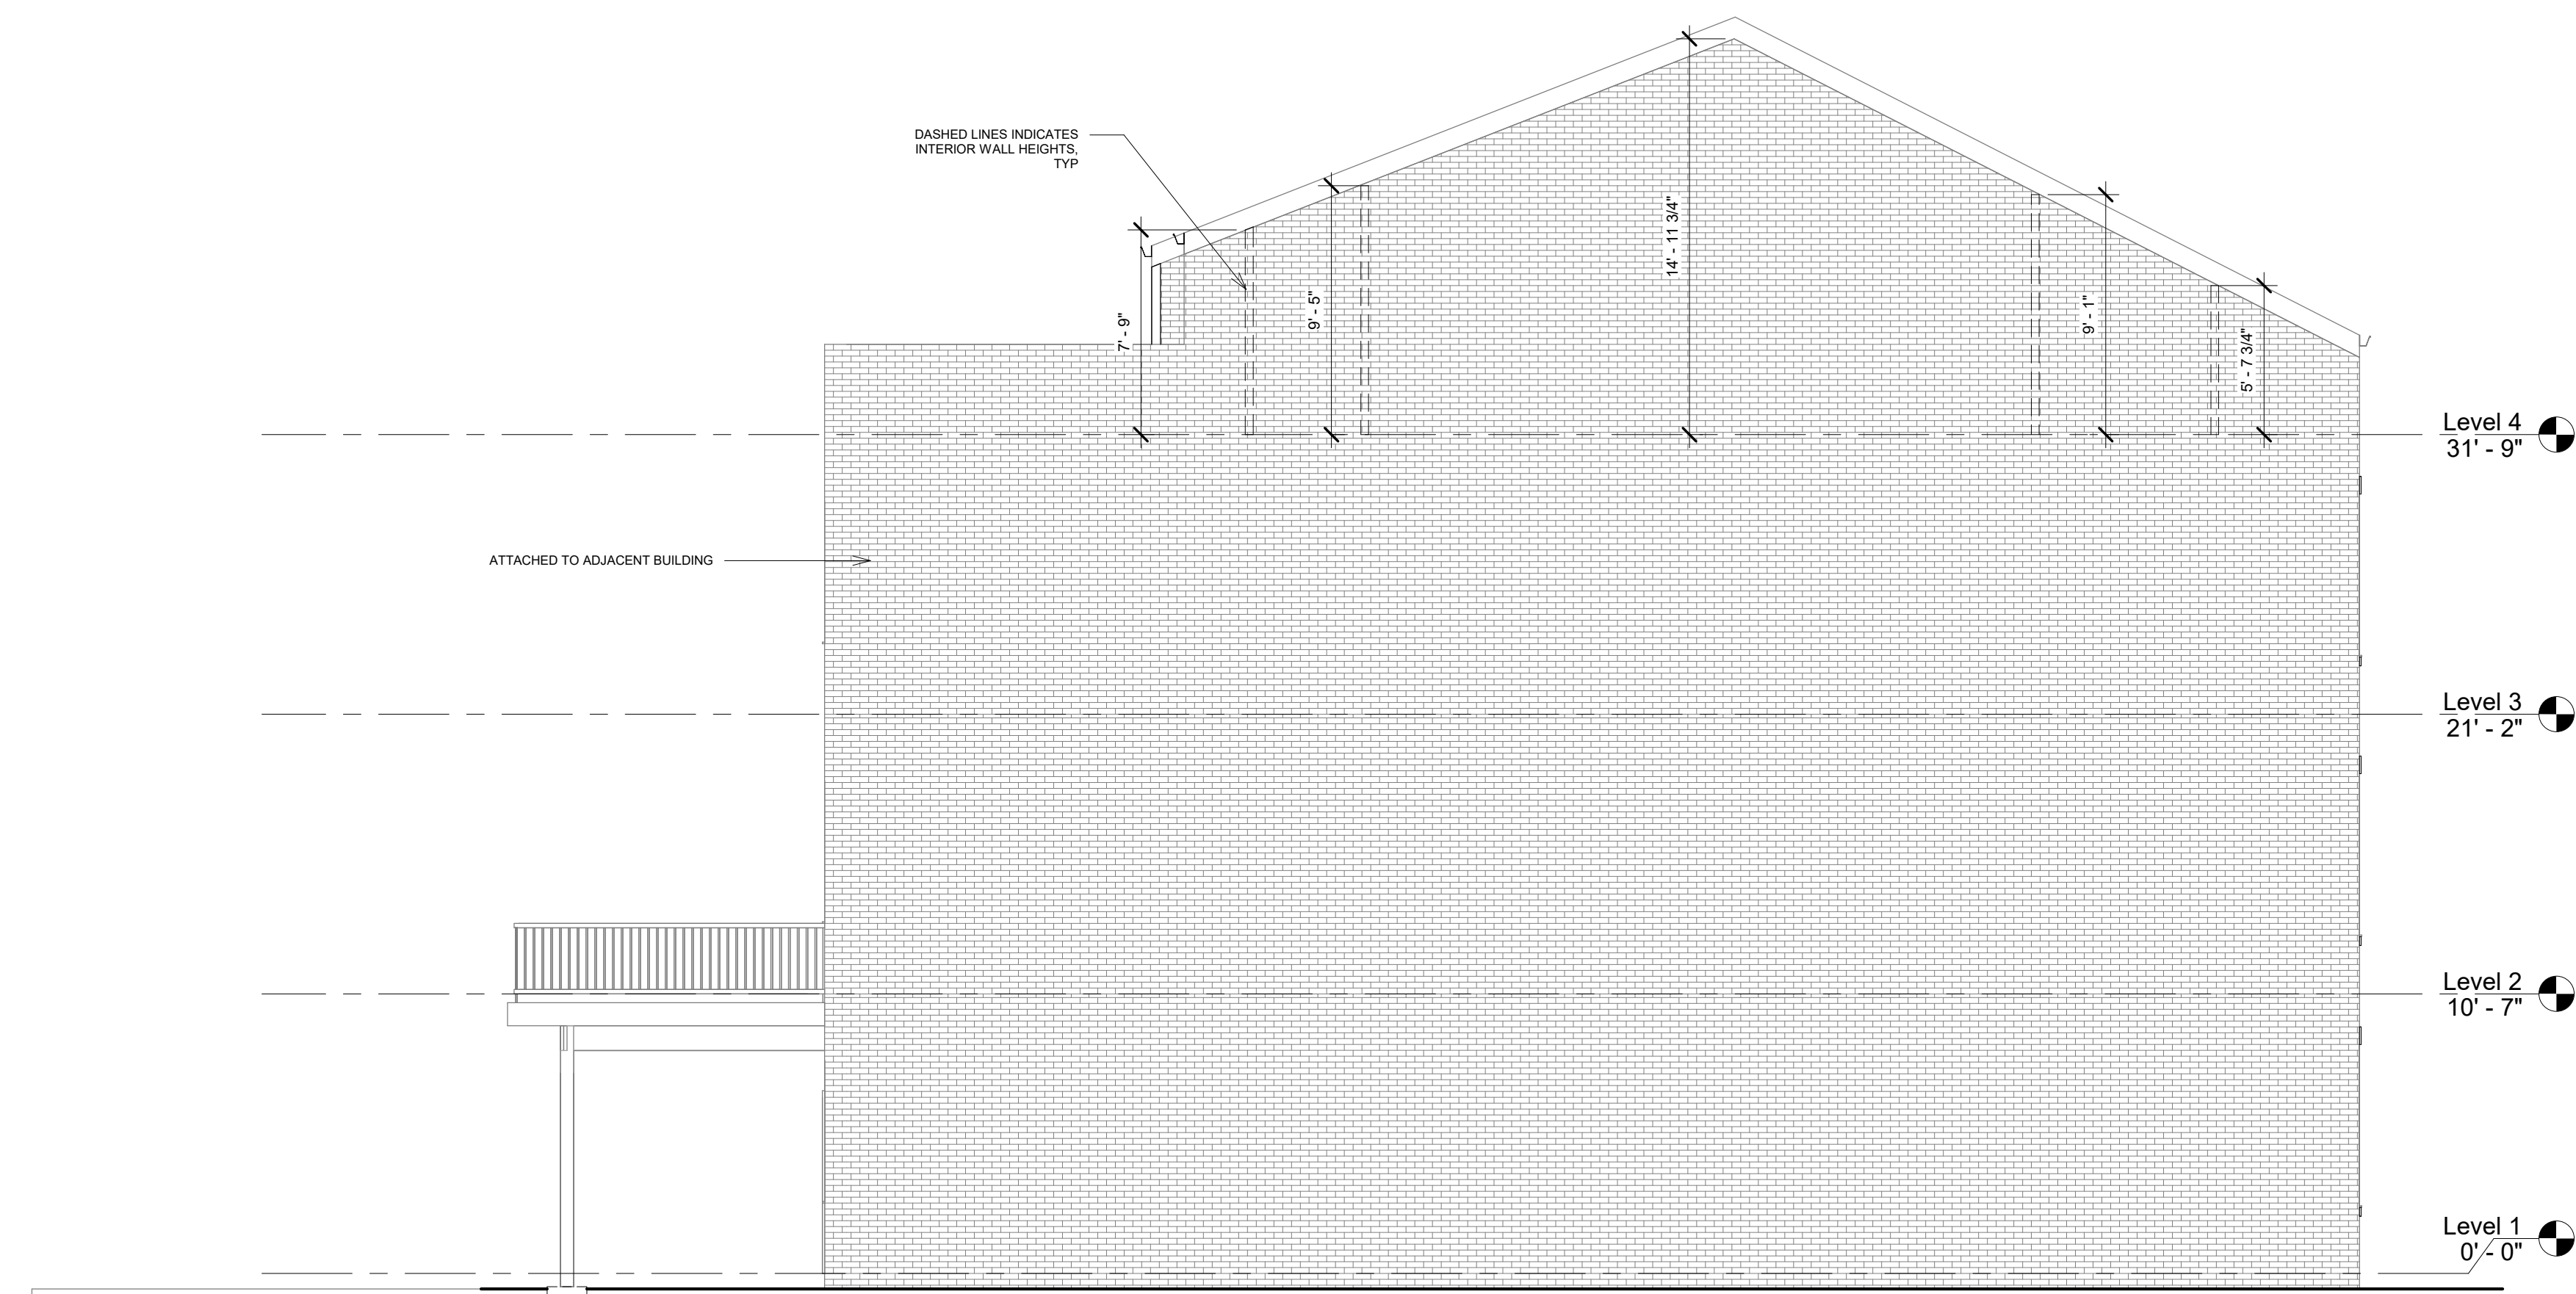 DASHED LINES INDICATES
INTERIOR WALL HEIGHTS,
TYP
7' - 9"
9' - 5"
14' - 11 3/4"
9' - 1"
5' - 7 3/4"
Level 4
31' - 9"
ATTACHED TO ADJACENT BUILDING
Level 3
21' - 2"
Level 2
10' - 7"
Level 1
0' - 0"